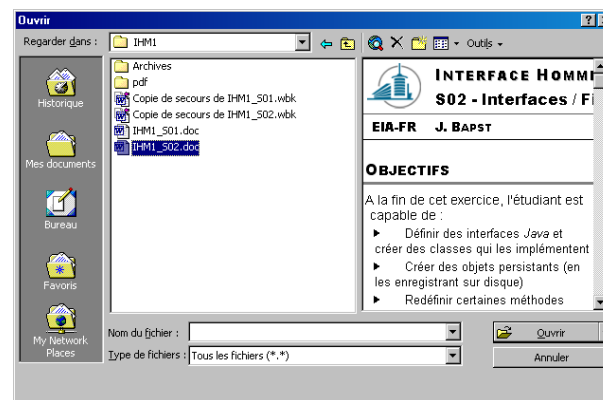 Ouvrir
Regarder dans : IHM1 Outils
Historique
Mes documents
Bureau
Favoris
My Network
Places
Archives
pdf
Copie de secours de IHM1_S01.wbk
Copie de secours de IHM1_S02.wbk
IHM1_S01.doc
IHM1_S02.doc
INTERFACE HOMM
S02 - Interfaces / Fi
EIA-FR J. BAPST
OBJECTIFS
A la fin de cet exercice, l'étudiant est
capable de :
► Définir des interfaces Java et
créer des classes qui les implémentent
► Créer des objets persistants (en
les enregistrant sur disque)
► Redéfinir certaines méthodes
Nom du fichier : Ouvrir
Type de fichiers : Tous les fichiers (*.*) Annuler